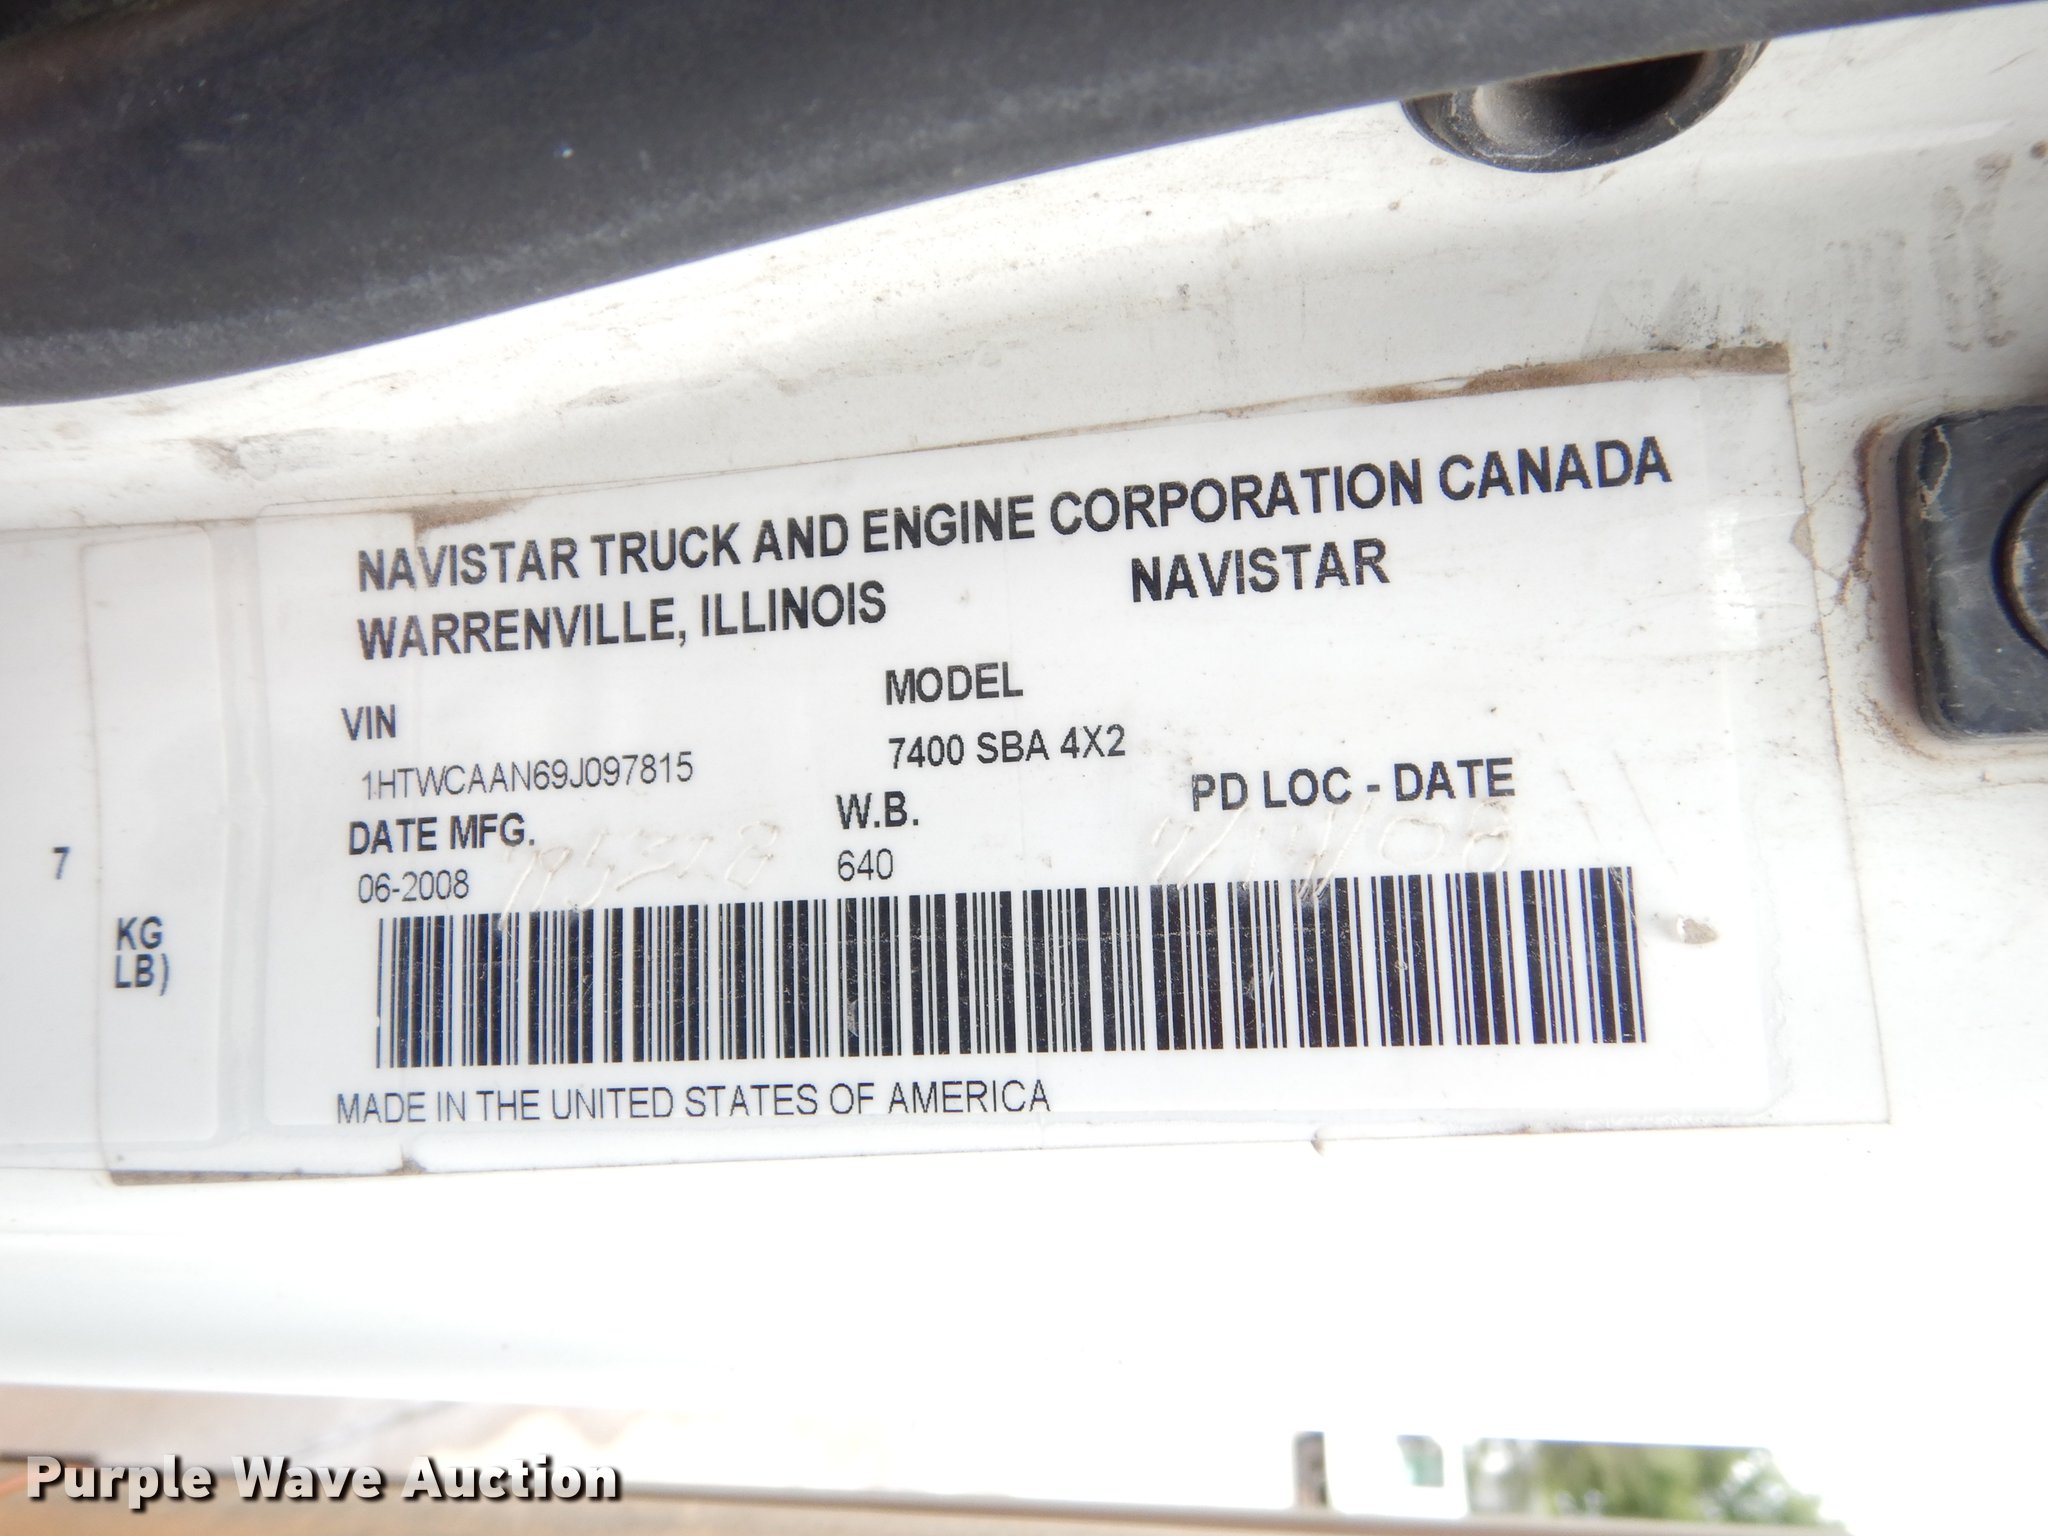 NAVISTAR TRUCK AND ENGINE CORPORATION CANADA
WARRENVILLE, ILLINOIS NAVISTAR
VIN MODEL
1HTWCAAN69J097815 7400 SBA 4X2
DATE MFG. W.B. PD LOC - DATE
06-2008 640
7
KG
LB)
MADE IN THE UNITED STATES OF AMERICA
Purple Wave Auction